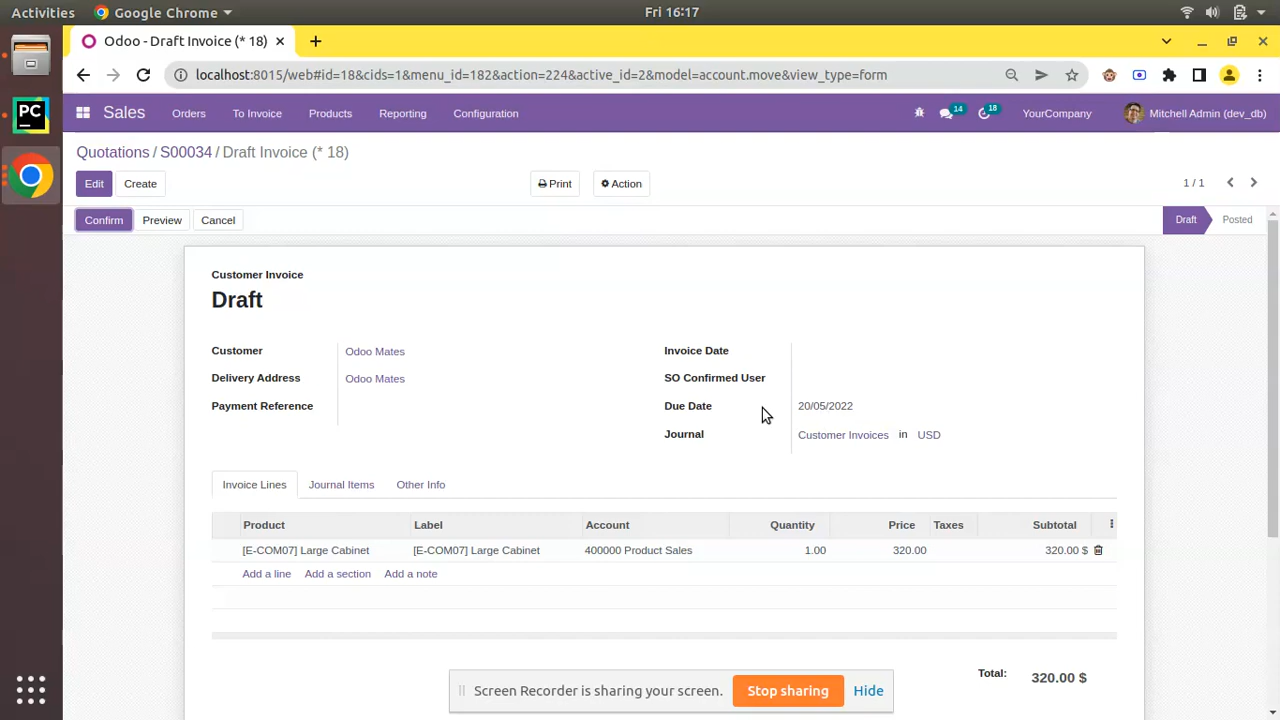 Activities Google Chrome Fri 16:17
Odoo - Draft Invoice (* 18)
localhost:8015/web#id=18&cids=1&menu_id=182&action=224&active_id=2&model=account.move&view_type=form
Sales Orders To Invoice Products Reporting Configuration 14 18 YourCompany Mitchell Admin (dev_db)
Quotations / S00034 / Draft Invoice (* 18)
Edit Create Print Action 1 / 1
Confirm Preview Cancel Draft Posted
Customer Invoice
Draft
Customer Odoo Mates Invoice Date
Delivery Address Odoo Mates SO Confirmed User
Payment Reference Due Date 20/05/2022
Journal Customer Invoices in USD
Invoice Lines Journal Items Other Info
Product Label Account Quantity Price Taxes Subtotal
[E-COM07] Large Cabinet [E-COM07] Large Cabinet 400000 Product Sales 1.00 320.00 320.00 $
Add a line Add a section Add a note
Total: 320.00 $
Screen Recorder is sharing your screen. Stop sharing Hide
PC